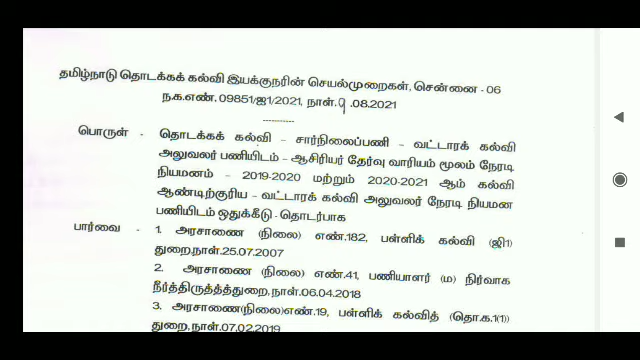 தமிழ்நாடு தொடக்கக் கல்வி இயக்குநரின் செயல்முறைகள், சென்னை - 06
ந.க.எண். 09851/ஐ1/2021, நாள்.9.08.2021
பொருள் - தொடக்கக் கல்வி – சார்நிலைப்பணி – வட்டாரக் கல்வி
அலுவலர் பணியிடம் – ஆசிரியர் தேர்வு வாரியம் மூலம் நேரடி
நியமனம் – 2019-2020 மற்றும் 2020-2021 ஆம் கல்வி
ஆண்டிற்குரிய – வட்டாரக் கல்வி அலுவலர் நேரடி நியமன
பணியிடம் ஒதுக்கீடு - தொடர்பாக
பார்வை - 1. அரசாணை (நிலை) எண்.182, பள்ளிக் கல்வி (ஜி1)
துறை,நாள்.25.07.2007
2. அரசாணை (நிலை) எண்.41, பணியாளர் (ம) நிர்வாக
நீர்த்திருத்த்த்துறை,நாள்.06.04.2018
3. அரசாணை(நிலை)எண்.19, பள்ளிக் கல்வித் (தொ.க.1(1))
துறை,நாள்.07.02.2019